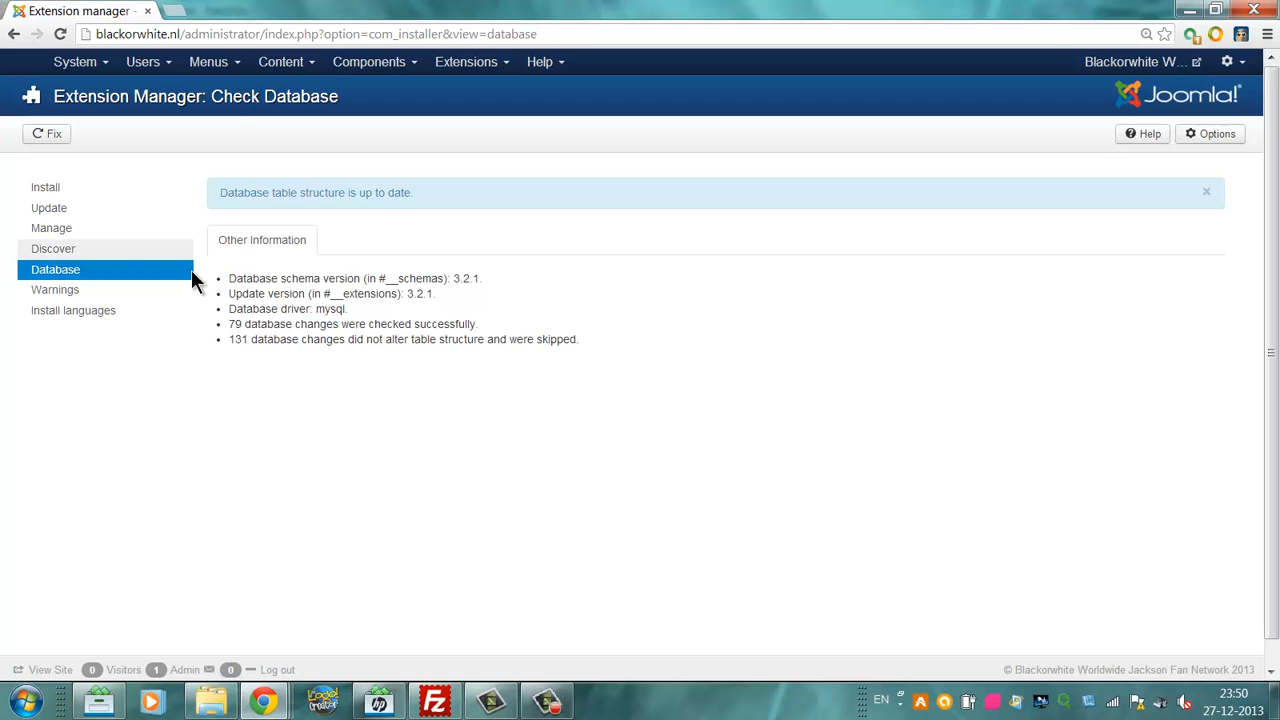 Extension manager -
blackorwhite.nl/administrator/index.php?option=com_installer&view=database
System Users Menus Content Components Extensions Help Blackorwhite W...
Extension Manager: Check Database
Joomla!
Fix
Help
Options
Install
Update
Manage
Discover
Database
Warnings
Install languages
Database table structure is up to date.
Other Information
Database schema version (in #__schemas): 3.2.1.
Update version (in #__extensions): 3.2.1.
Database driver: mysql.
79 database changes were checked successfully.
131 database changes did not alter table structure and were skipped.
View Site 0 Visitors 1 Admin 0 Log out
© Blackorwhite Worldwide Jackson Fan Network 2013
EN
23:50
27-12-2013